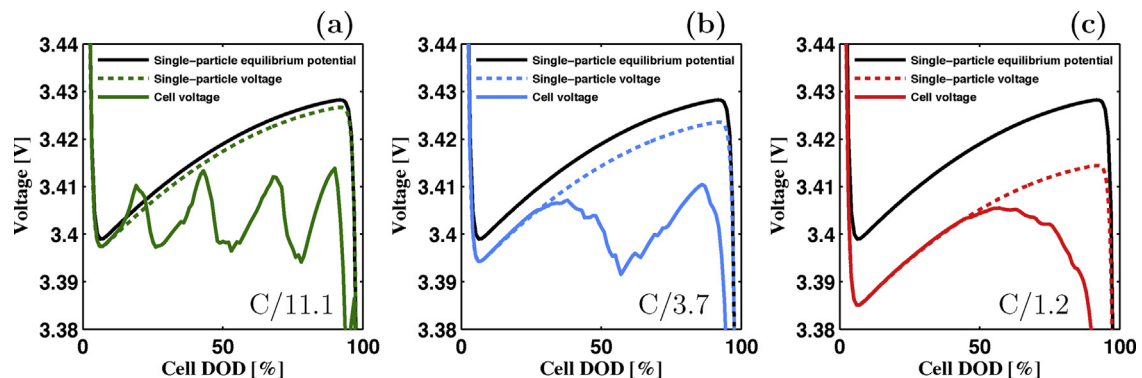 (a)
Voltage [V]
3.44
3.43
3.42
3.41
3.4
3.39
3.38
Single-particle equilibrium potential
Single-particle voltage
Cell voltage
C/11.1
0
50
100
Cell DOD [%]
(b)
Voltage [V]
3.44
3.43
3.42
3.41
3.4
3.39
3.38
Single-particle equilibrium potential
Single-particle voltage
Cell voltage
C/3.7
0
50
100
Cell DOD [%]
(c)
Voltage [V]
3.44
3.43
3.42
3.41
3.4
3.39
3.38
Single-particle equilibrium potential
Single-particle voltage
Cell voltage
C/1.2
0
50
100
Cell DOD [%]